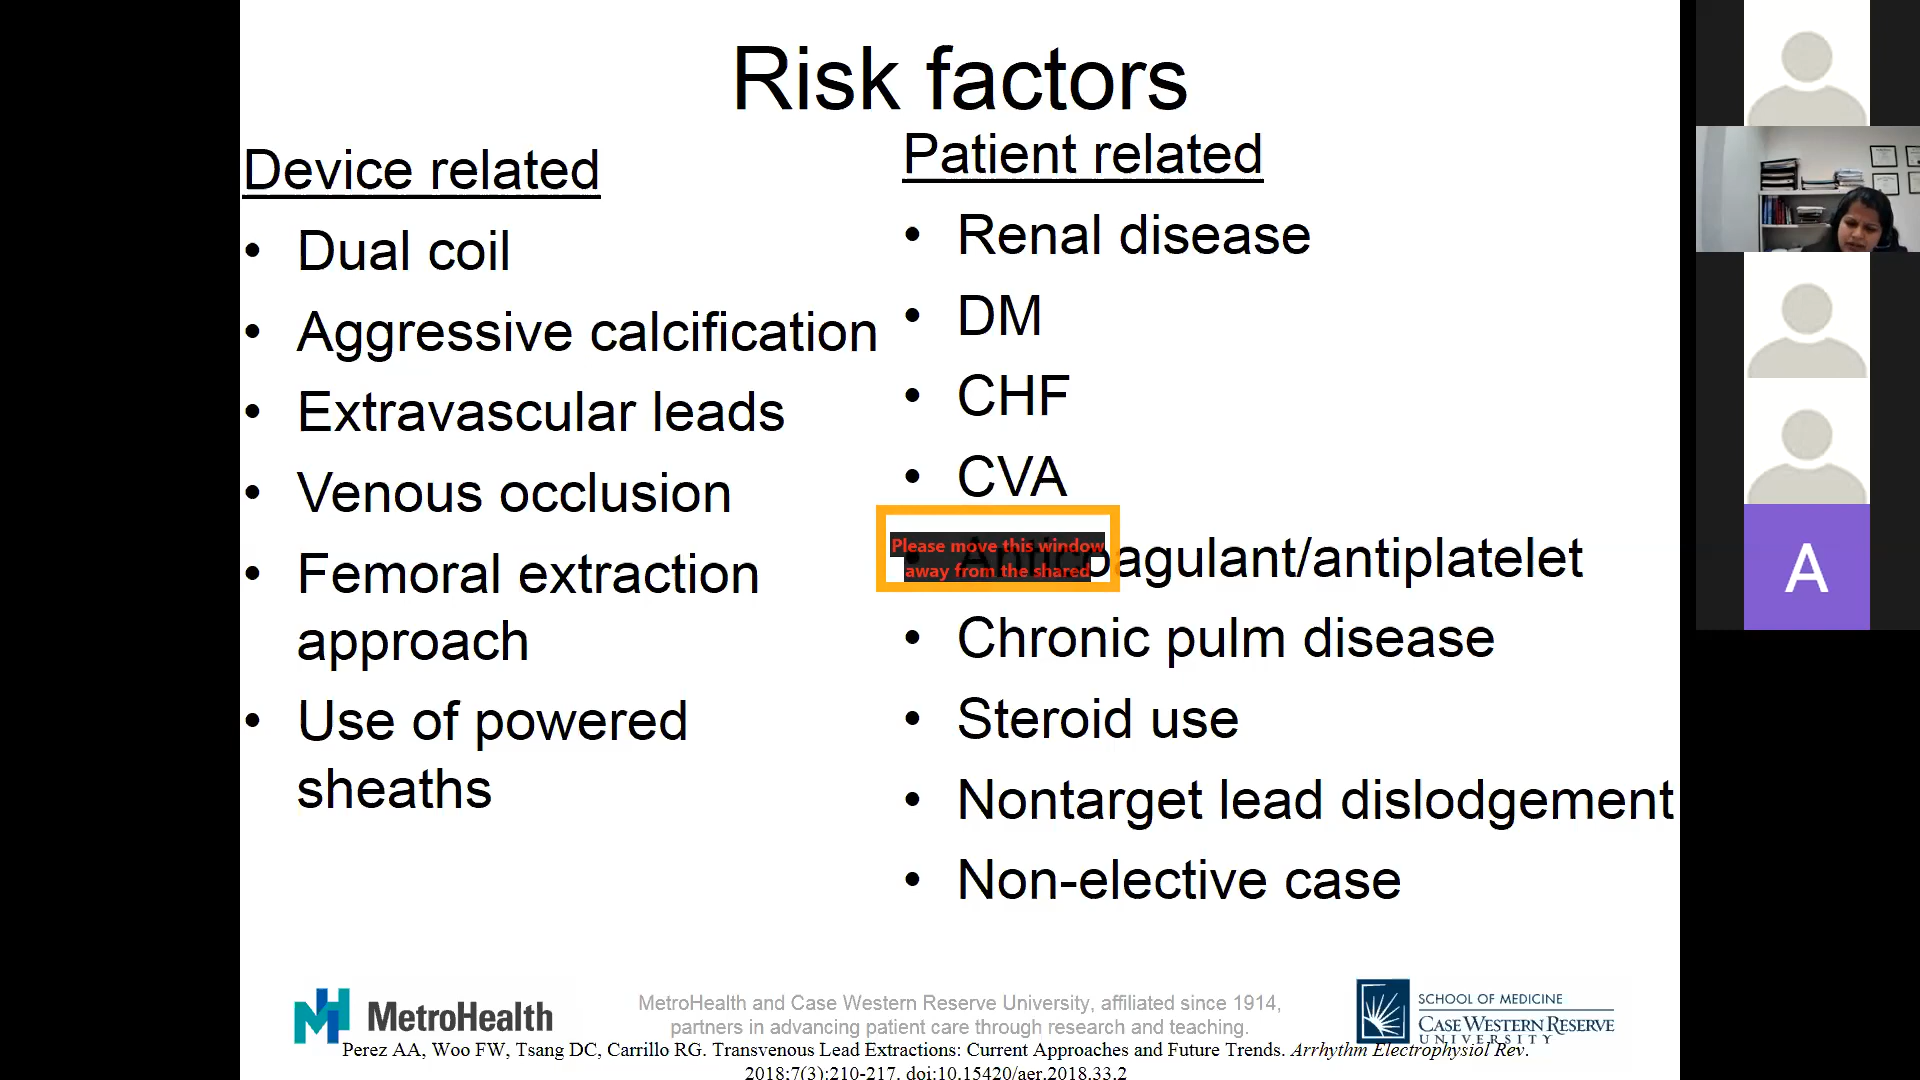 Risk factors
Device related
• Dual coil
• Aggressive calcification
• Extravascular leads
• Venous occlusion
• Femoral extraction
approach
• Use of powered
sheaths
Patient related
• Renal disease
• DM
• CHF
• CVA
• Anticoagulant/antiplatelet
Please move this window
away from the shared
• Chronic pulm disease
• Steroid use
• Nontarget lead dislodgement
• Non-elective case
A
MetroHealth
MetroHealth and Case Western Reserve University, affiliated since 1914,
partners in advancing patient care through research and teaching.
SCHOOL OF MEDICINE
CASE WESTERN RESERVE
UNIVERSITY
Perez AA, Woo FW, Tsang DC, Carrillo RG. Transvenous Lead Extractions: Current Approaches and Future Trends. Arrhythm Electrophysiol Rev.
2018;7(3):210-217. doi:10.15420/aer.2018.33.2